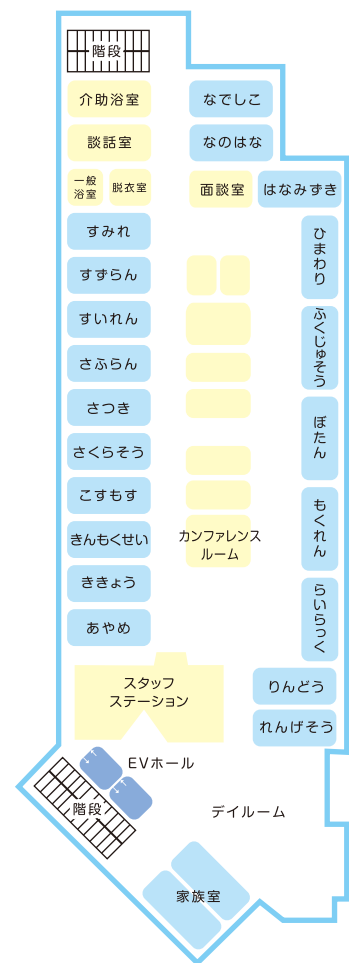 階段
介助浴室
なでしこ
談話室
なのはな
一般
浴室
脱衣室
面談室
はなみずき
すみれ
ひまわり
すずらん
すいれん
ふくじゅそう
さふらん
さつき
ぼたん
さくらそう
こすもす
もくれん
きんもくせい
カンファレンス
ルーム
ききょう
らいらっく
あやめ
スタッフ
ステーション
りんどう
れんげそう
EVホール
階段
デイルーム
家族室